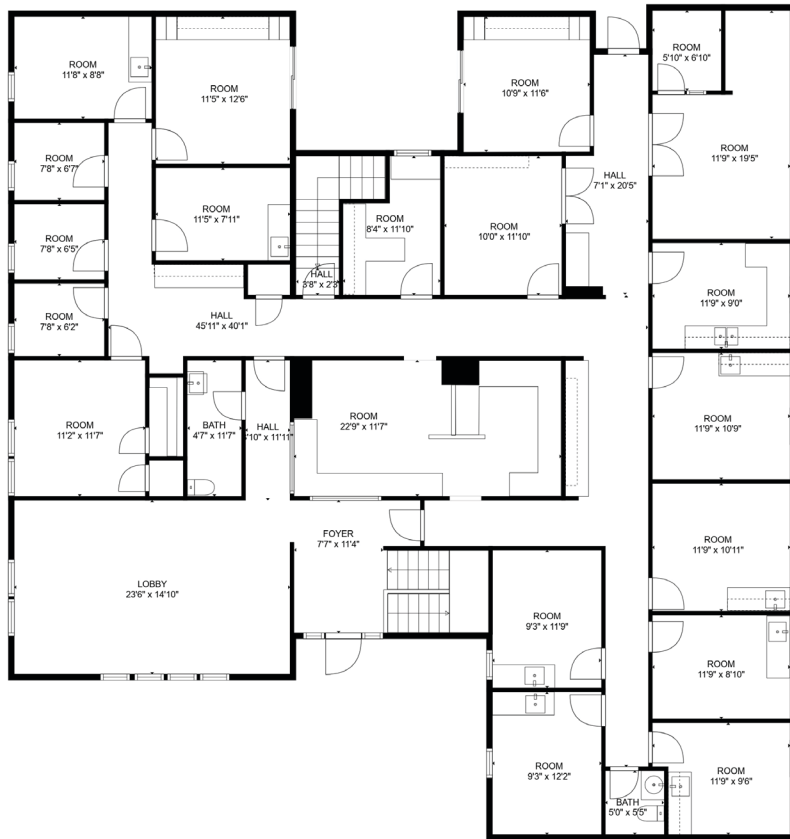 ROOM
11'8" x 8'8"
ROOM
11'5" x 12'6"
ROOM
10'9" x 11'6"
ROOM
5'10" x 6'10"
ROOM
11'9" x 19'5"
ROOM
7'8" x 6'7"
HALL
7'1" x 20'5"
ROOM
11'5" x 7'11"
ROOM
8'4" x 11'10"
ROOM
10'0" x 11'10"
ROOM
7'8" x 6'5"
HALL
3'8" x 2'3"
ROOM
11'9" x 9'0"
ROOM
7'8" x 6'2"
HALL
45'11" x 40'1"
ROOM
11'2" x 11'7"
BATH
4'7" x 11'7"
HALL
'10" x 11'11"
ROOM
22'9" x 11'7"
ROOM
11'9" x 10'9"
FOYER
7'7" x 11'4"
ROOM
11'9" x 10'11"
LOBBY
23'6" x 14'10"
ROOM
9'3" x 11'9"
ROOM
11'9" x 8'10"
ROOM
9'3" x 12'2"
ROOM
11'9" x 9'6"
BATH
5'0" x 5'5"